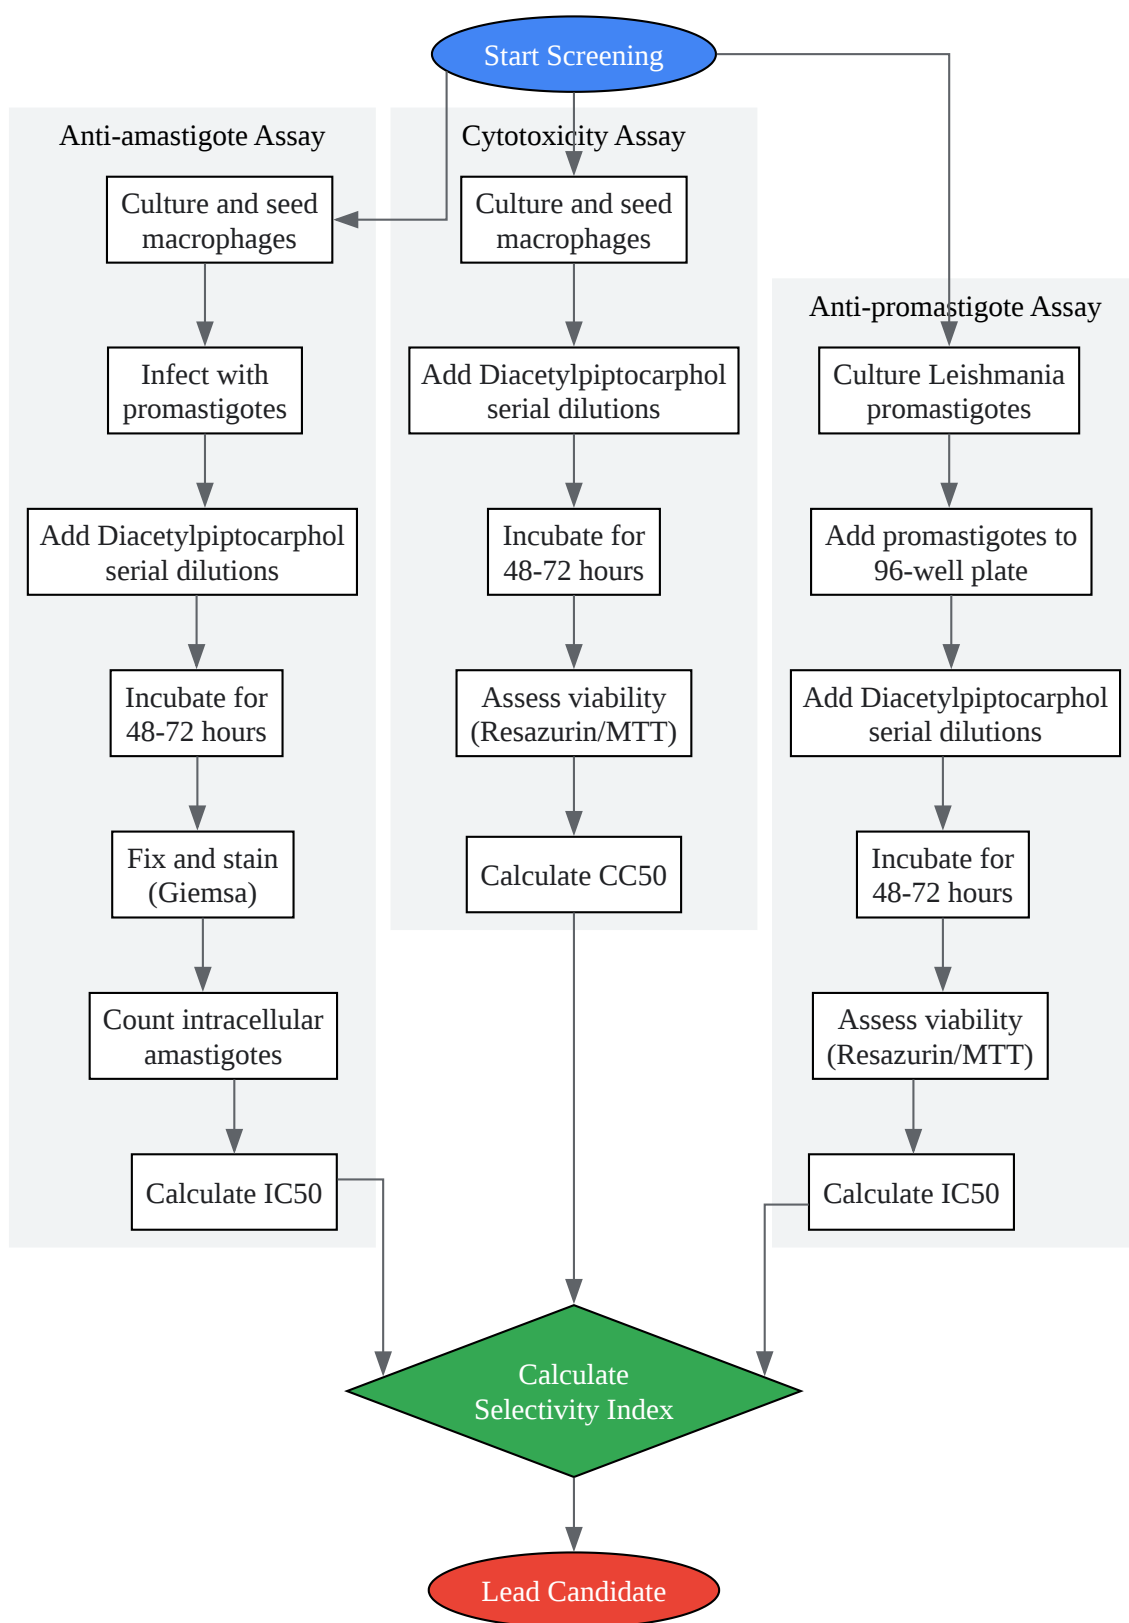 Start Screening
Anti-amastigote Assay
Culture and seed
macrophages
Infect with
promastigotes
Add Diacetylpiptocarphol
serial dilutions
Incubate for
48-72 hours
Fix and stain
(Giemsa)
Count intracellular
amastigotes
Calculate IC50
Cytotoxicity Assay
Culture and seed
macrophages
Add Diacetylpiptocarphol
serial dilutions
Incubate for
48-72 hours
Assess viability
(Resazurin/MTT)
Calculate CC50
Anti-promastigote Assay
Culture Leishmania
promastigotes
Add promastigotes to
96-well plate
Add Diacetylpiptocarphol
serial dilutions
Incubate for
48-72 hours
Assess viability
(Resazurin/MTT)
Calculate IC50
Calculate
Selectivity Index
Lead Candidate